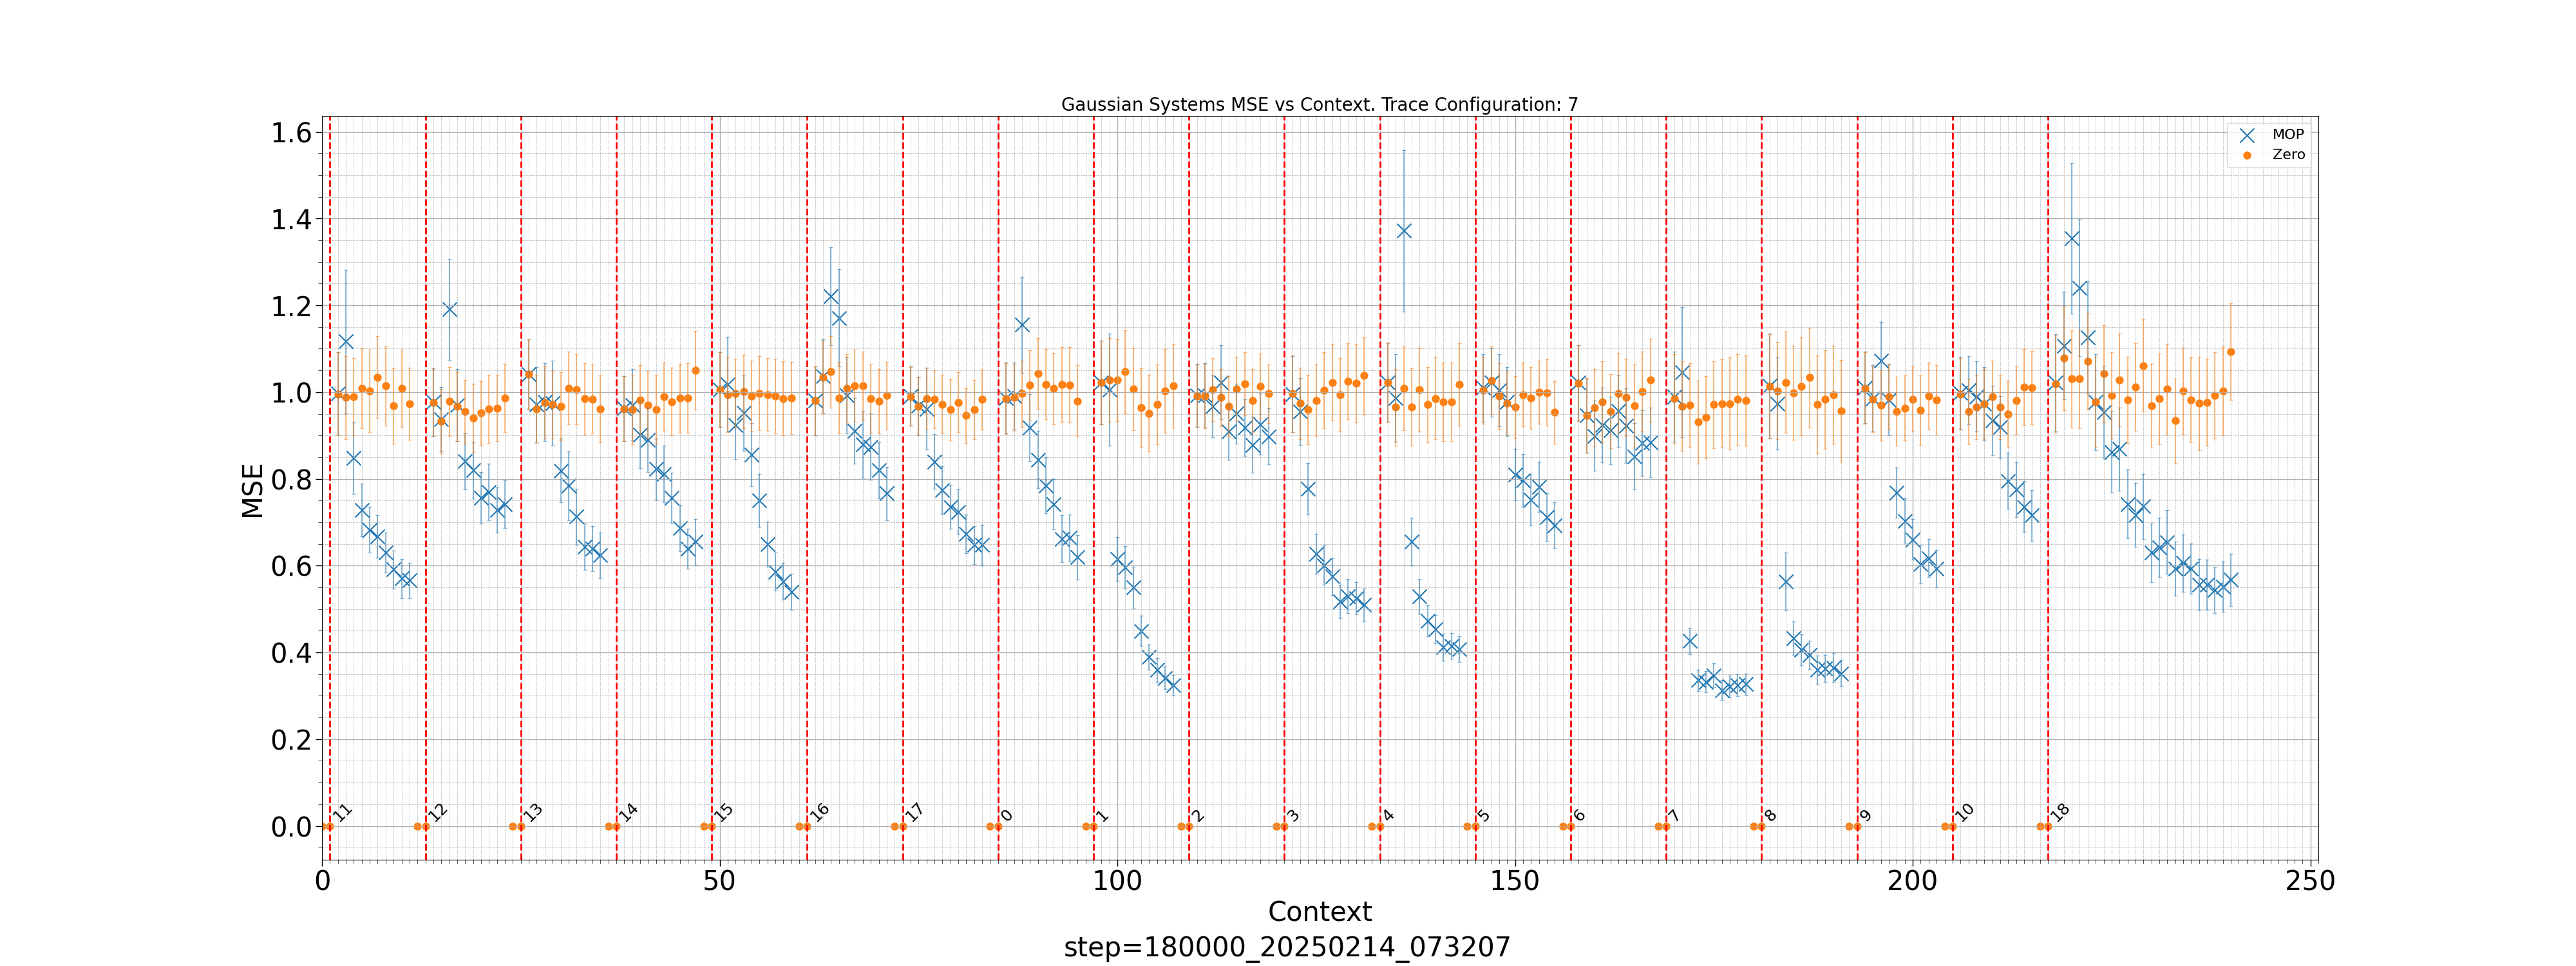 Gaussian Systems MSE vs Context. Trace Configuration: 7
MOP
Zero
MSE
1.6
1.4
1.2
1.0
0.8
0.6
0.4
0.2
0.0
11 12 13 14 15 16 17 0 1 2 3 4 5 6 7 8 9 10 18
0 50 100 150 200 250
Context
step=180000_20250214_073207